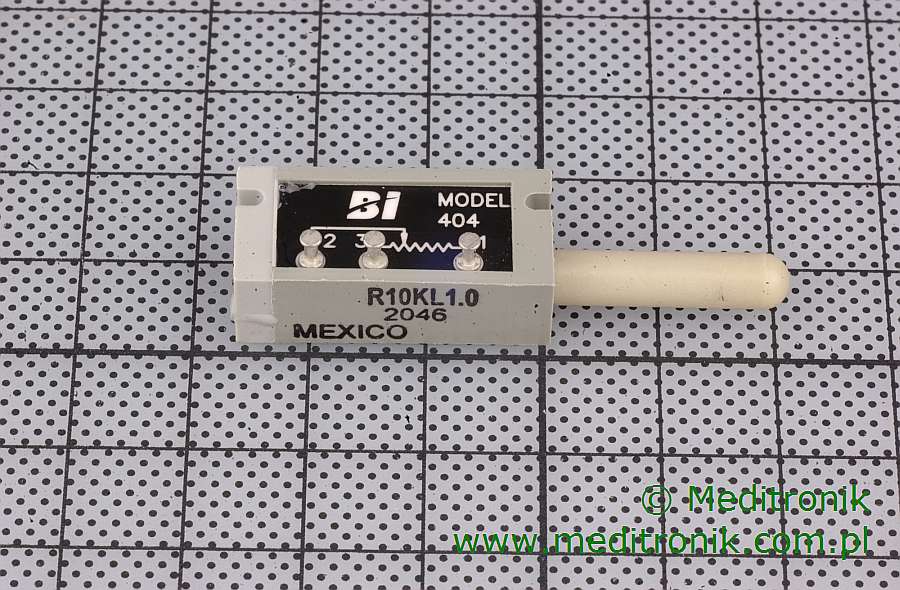 BI
MODEL
404
2 3 1
R10KL1.0
2046
MEXICO
© Meditronik
www.meditronik.com.pl